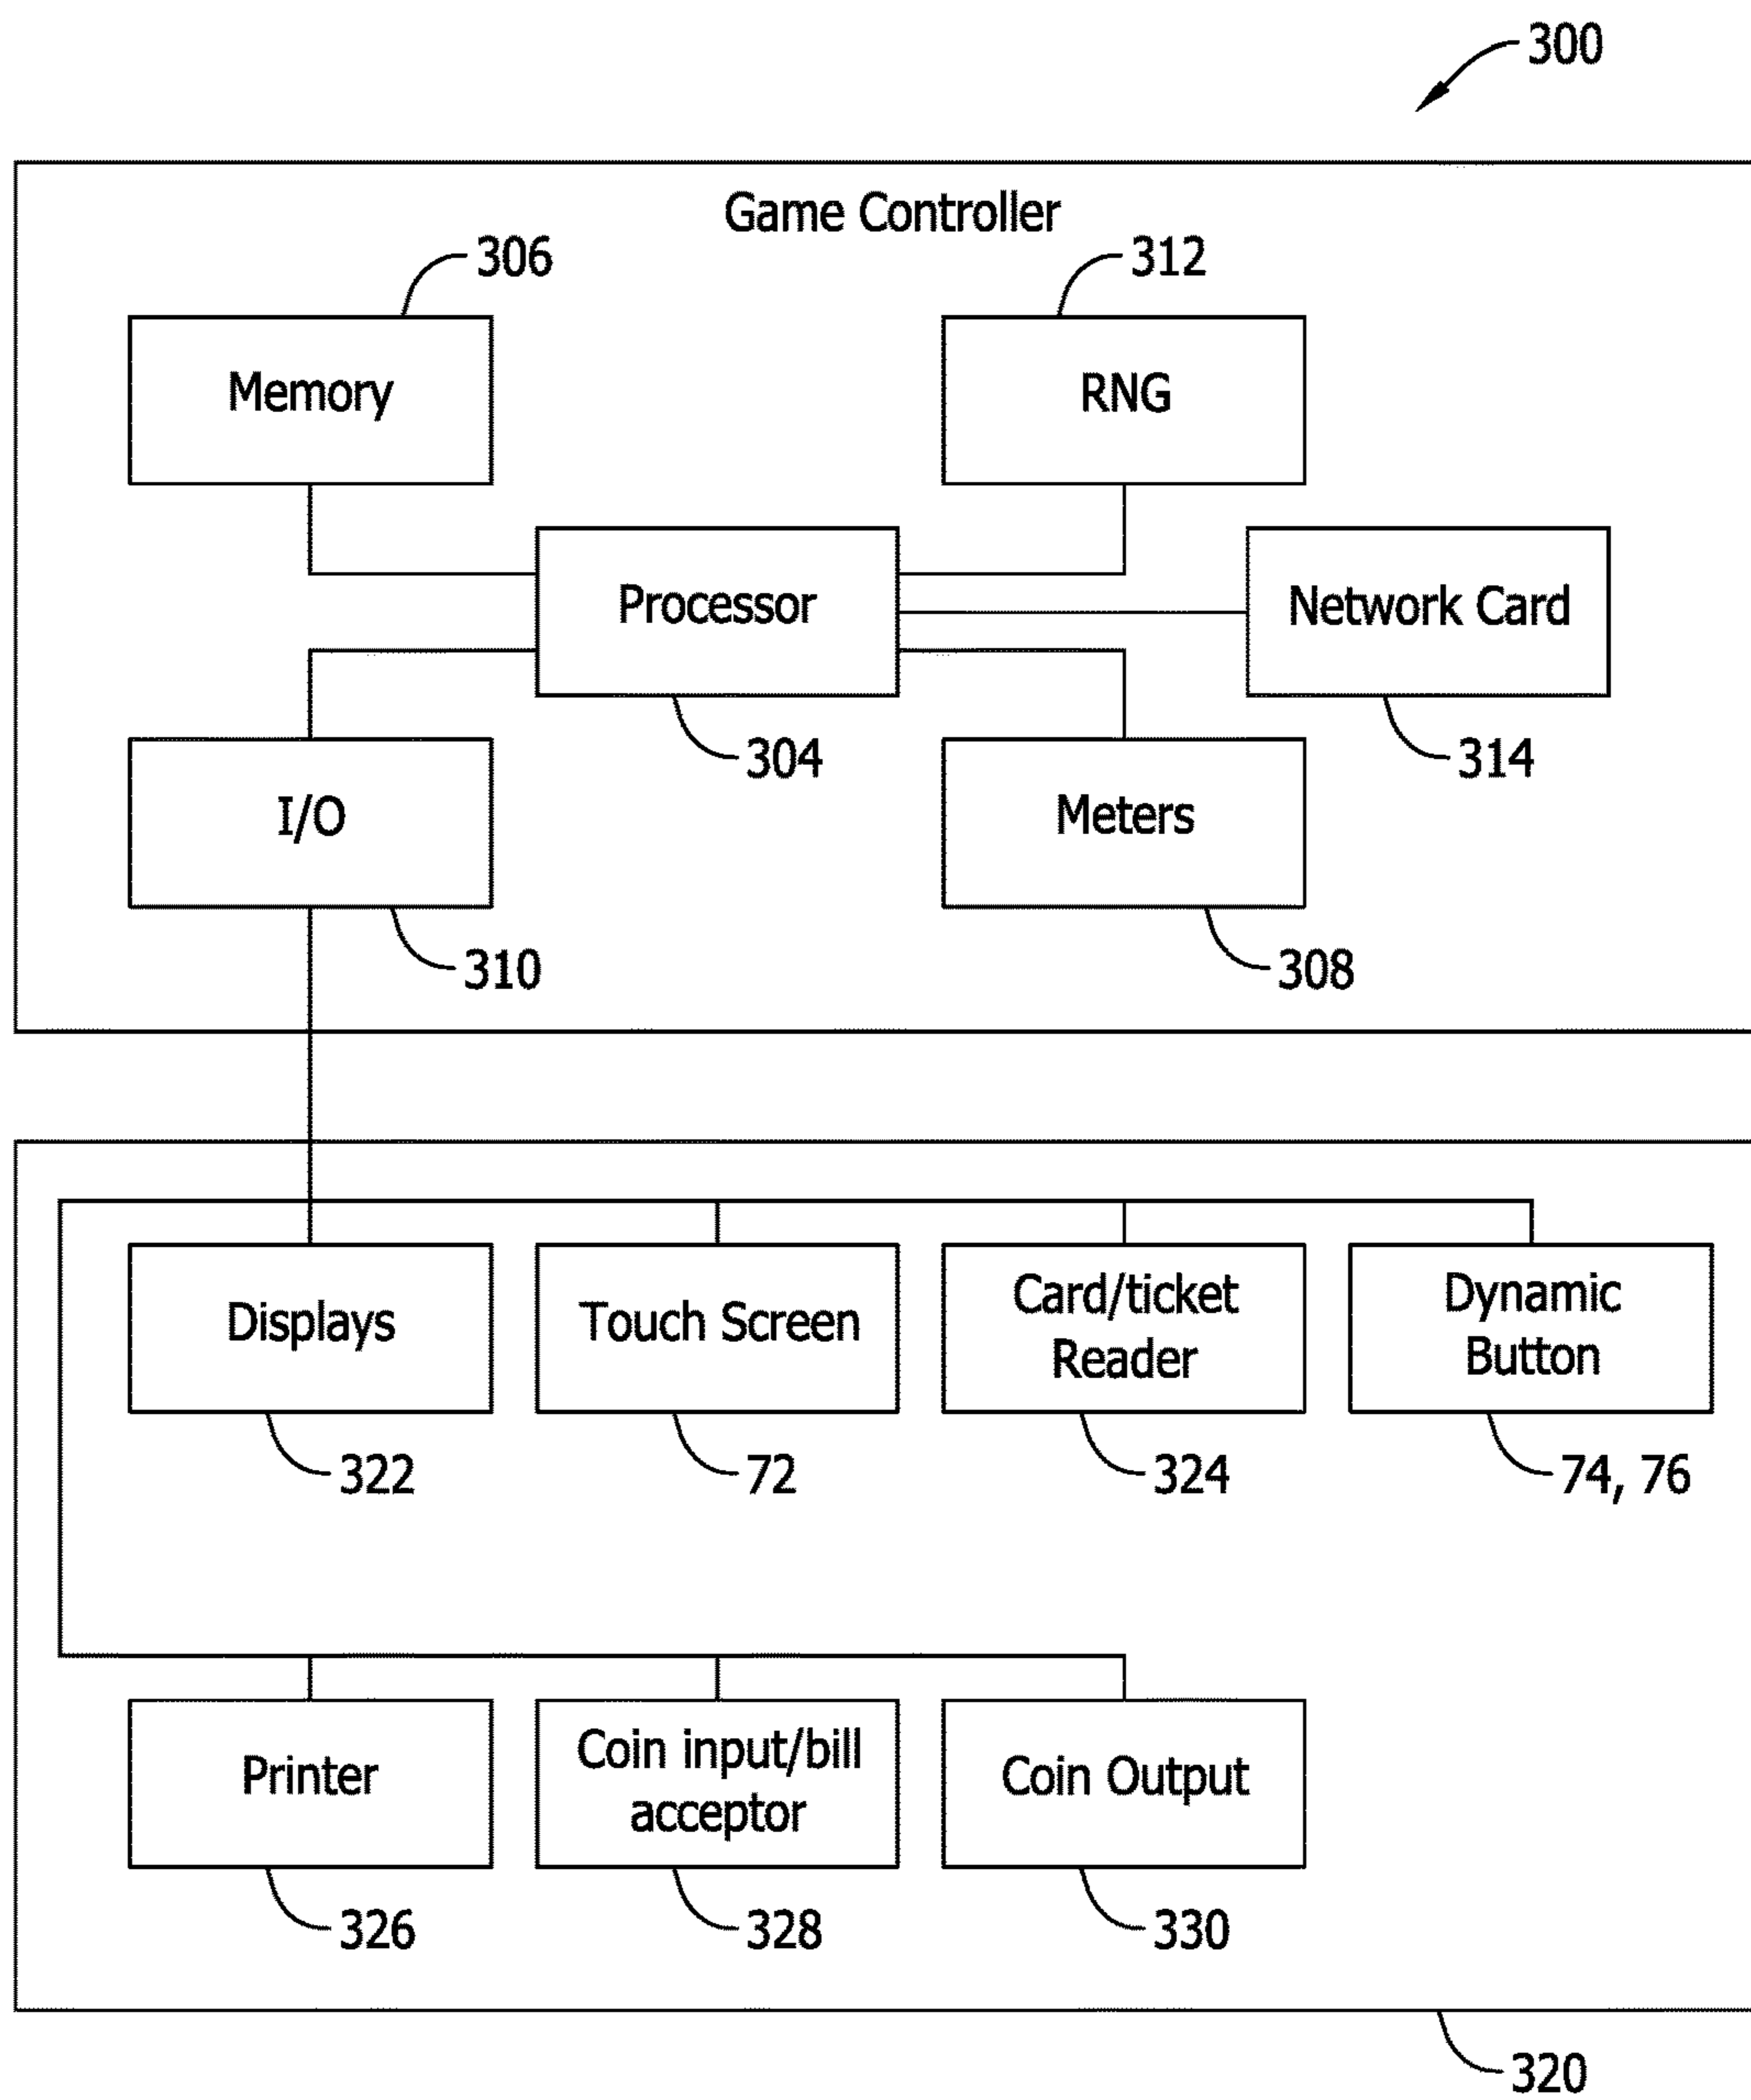 300
Game Controller
306
312
Memory
RNG
Processor
Network Card
304
314
I/O
Meters
310
308
Displays
Touch Screen
Card/ticket
Reader
Dynamic
Button
322
72
324
74, 76
Printer
Coin input/bill
acceptor
Coin Output
326
328
330
320